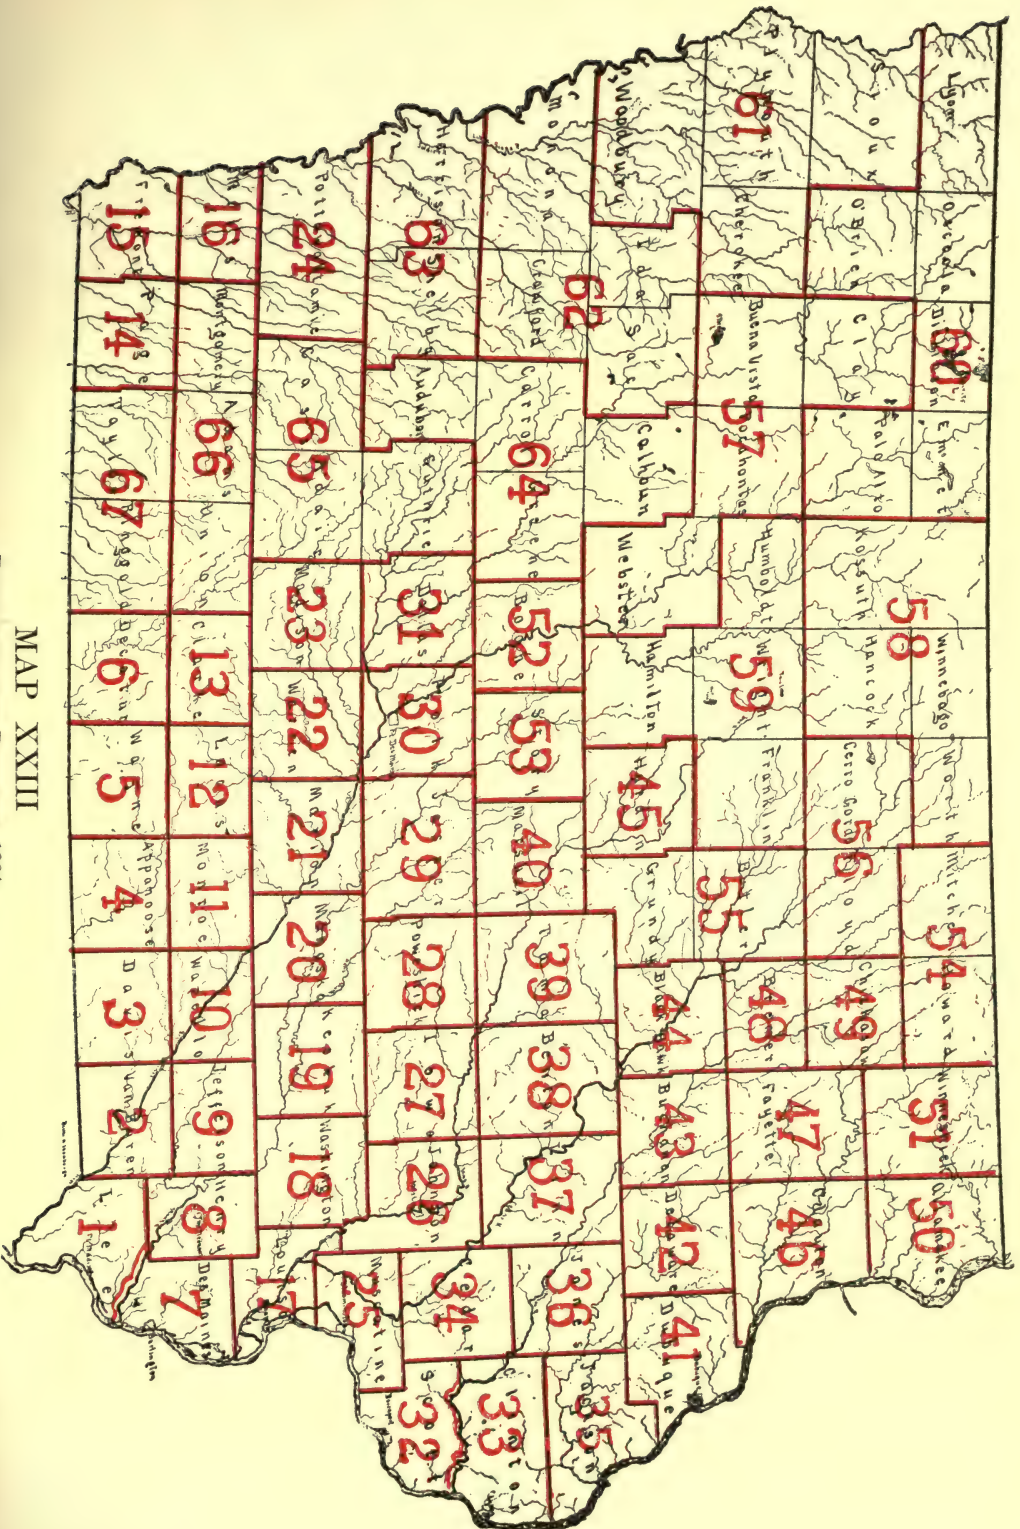 Lyon
Osceola
Dickinson
60
Emmet
Kossuth
Winnebago
58
Worth
Mitchell
54
Howard
Winneshiek
51
Allamakee
50
Sioux
OBrien
Clay
Palo Alto
Hancock
Cerro Gordo
56
Floyd
Chickasaw
49
Plymouth
61
Cherokee
Buena Vista
57
Pocahontas
Humboldt
Wright
59
Franklin
Butler
55
Bremer
48
Fayette
47
Clayton
46
Woodbury
Ida
Sac
Calhoun
Webster
Hamilton
Hardin
45
Grundy
Black Hawk
44
Buchanan
43
Delaware
42
Dubuque
41
Monona
Crawford
62
Carroll
64
Greene
Boone
52
Story
53
Marshall
40
Tama
39
Benton
38
Linn
37
Jones
36
Jackson
35
Harrison
63
Shelby
Audubon
Guthrie
Dallas
31
Polk
30
Jasper
29
Poweshiek
28
Iowa
27
Johnson
26
Cedar
34
Clinton
33
Scott
32
Pottawattamie
24
Cass
65
Adair
Madison
23
Warren
22
Marion
21
Mahaska
20
Keokuk
19
Washington
18
Louisa
17
Muscatine
25
Mills
16
Montgomery
Adams
66
Union
Clarke
13
Lucas
12
Monroe
11
Wapello
10
Jefferson
9
Henry
8
Des Moines
7
Burlington
Fremont
15
Page
14
Taylor
67
Ringgold
Decatur
6
Wayne
5
Appanoose
4
Davis
3
Van Buren
2
Lee
1
MAP XXIII